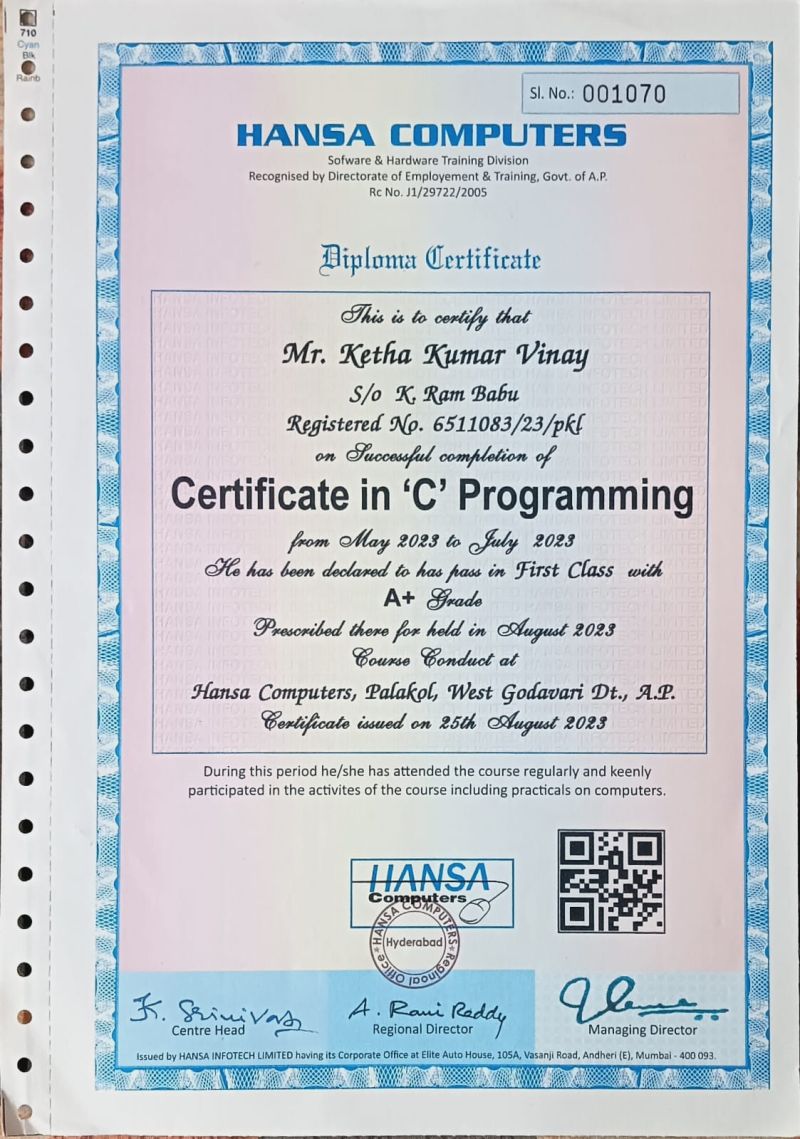 710
Cyan
Blk
Rainb
Sl. No.: 001070
HANSA COMPUTERS
Sofware & Hardware Training Division
Recognised by Directorate of Employement & Training, Govt. of A.P.
Rc No. J1/29722/2005
Diploma Certificate
This is to certify that
Mr. Ketha Kumar Vinay
S/o K. Ram Babu
Registered No. 6511083/23/pkl
on Successful completion of
Certificate in ‘C’ Programming
from May 2023 to July 2023
He has been declared to has pass in First Class with
A+ Grade
Prescribed there for held in August 2023
Course Conduct at
Hansa Computers, Palakol, West Godavari Dt., A.P.
Certificate issued on 25th August 2023
During this period he/she has attended the course regularly and keenly
participated in the activites of the course including practicals on computers.
HANSA
Computers
HANSA COMPUTERS
Hyderabad
Reginoal Office
K. Srinivas
A. Rani Reddy
Centre Head
Regional Director
Managing Director
Issued by HANSA INFOTECH LIMITED having its Corporate Office at Elite Auto House, 105A, Vasanji Road, Andheri (E), Mumbai - 400 093.